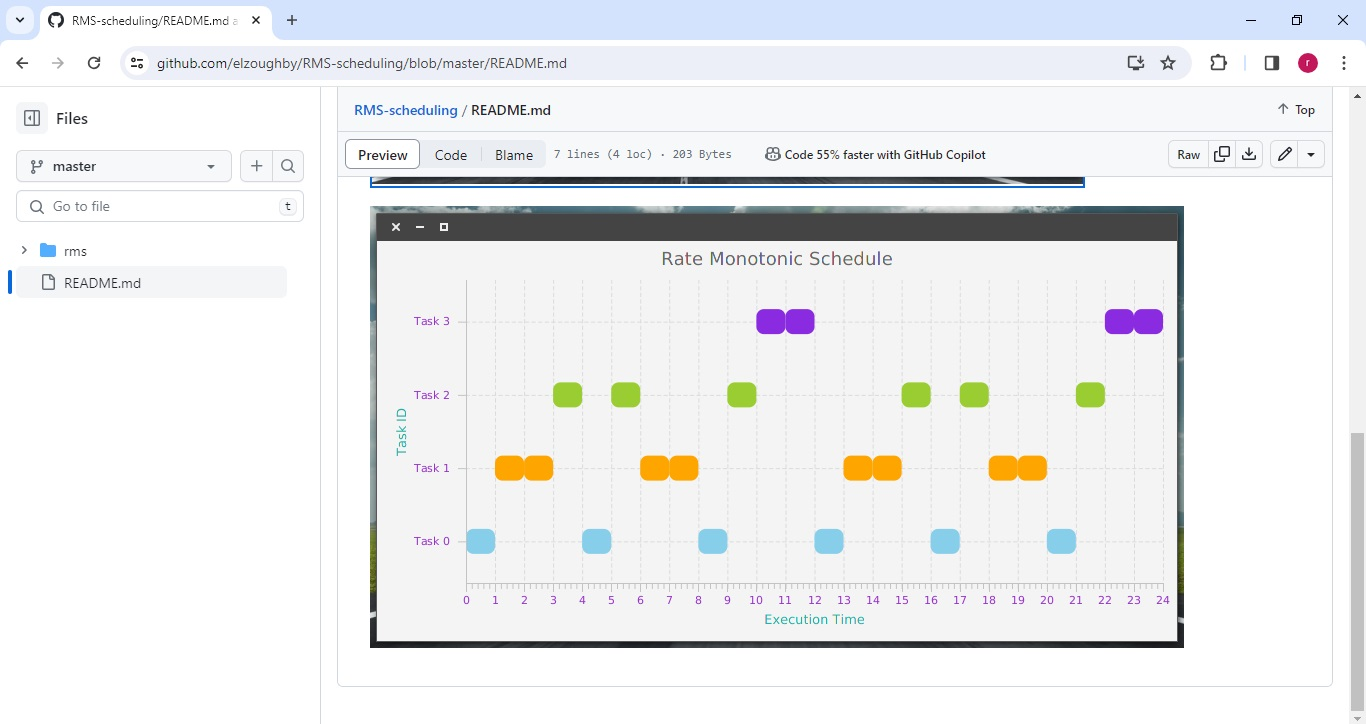 RMS-scheduling/README.md a
github.com/elzoughby/RMS-scheduling/blob/master/README.md
r
Files
RMS-scheduling / README.md
Top
master
Preview
Code
Blame
7 lines (4 loc) · 203 Bytes
Code 55% faster with GitHub Copilot
Raw
Go to file
t
rms
README.md
Rate Monotonic Schedule
Task 3
Task 2
Task 1
Task 0
Task ID
0 1 2 3 4 5 6 7 8 9 10 11 12 13 14 15 16 17 18 19 20 21 22 23 24
Execution Time